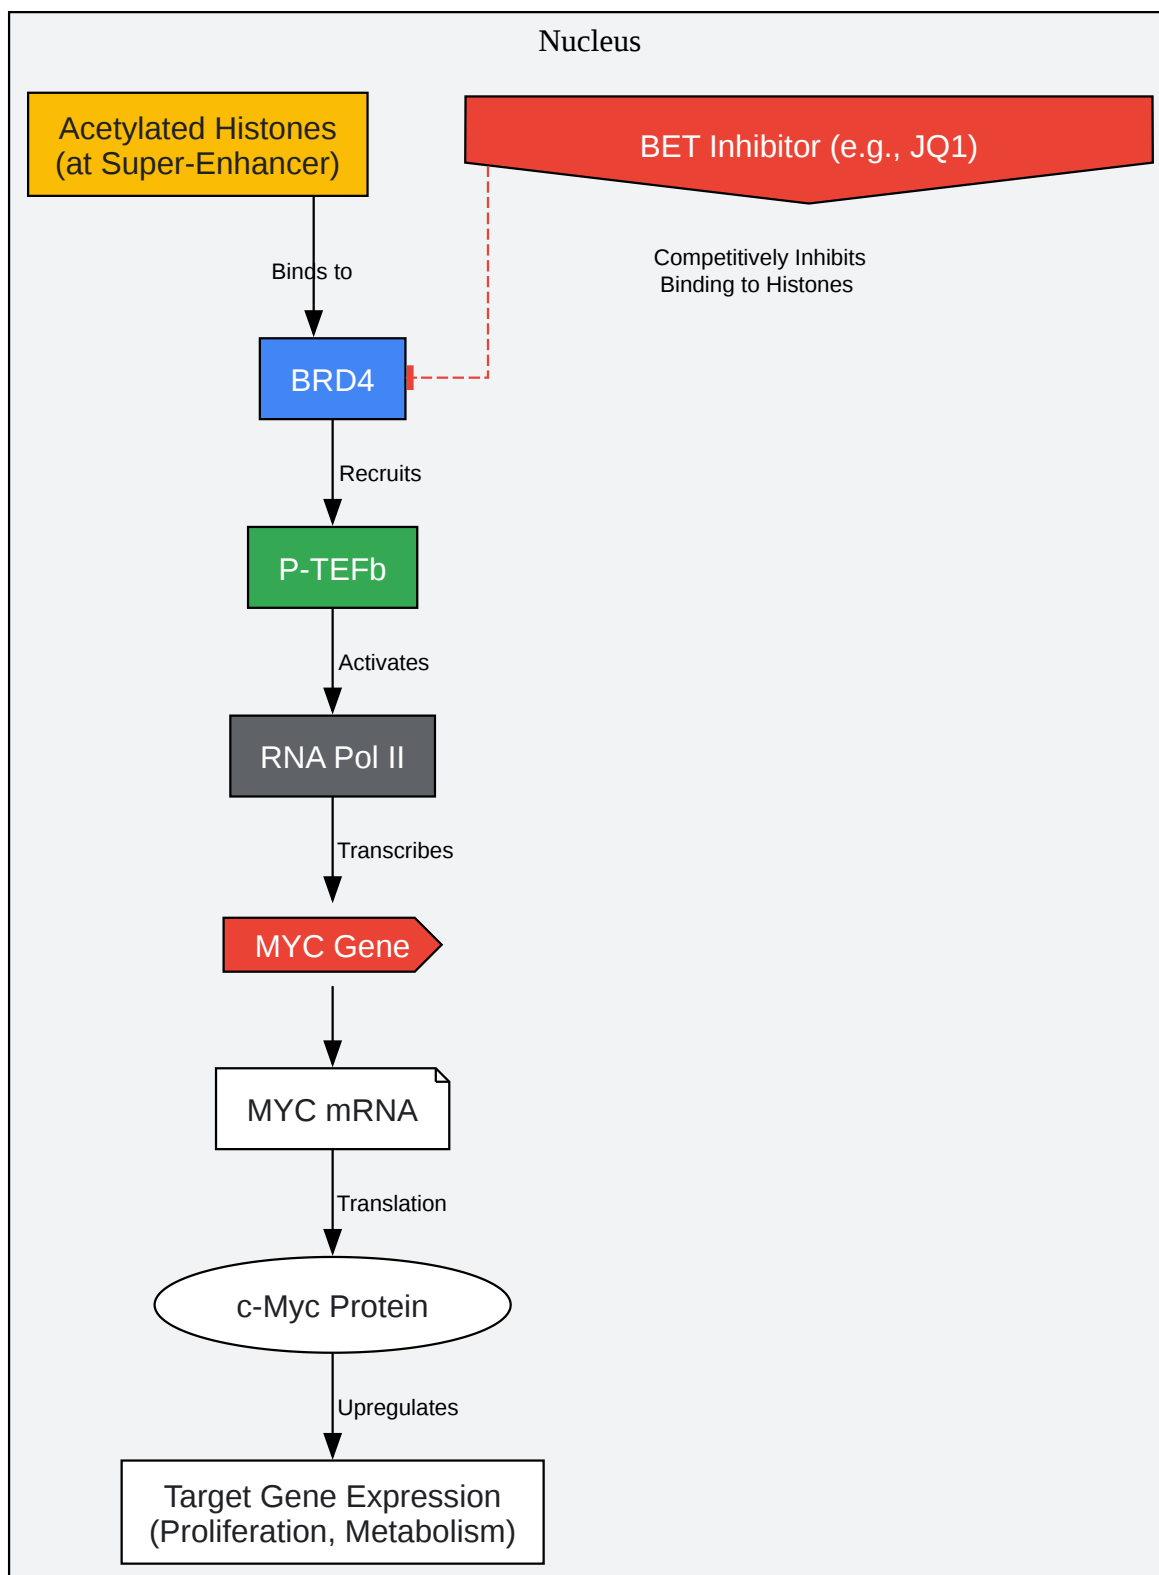 Nucleus
Acetylated Histones
(at Super-Enhancer)
BET Inhibitor (e.g., JQ1)
Binds to
Competitively Inhibits
Binding to Histones
BRD4
Recruits
P-TEFb
Activates
RNA Pol II
Transcribes
MYC Gene
MYC mRNA
Translation
c-Myc Protein
Upregulates
Target Gene Expression
(Proliferation, Metabolism)